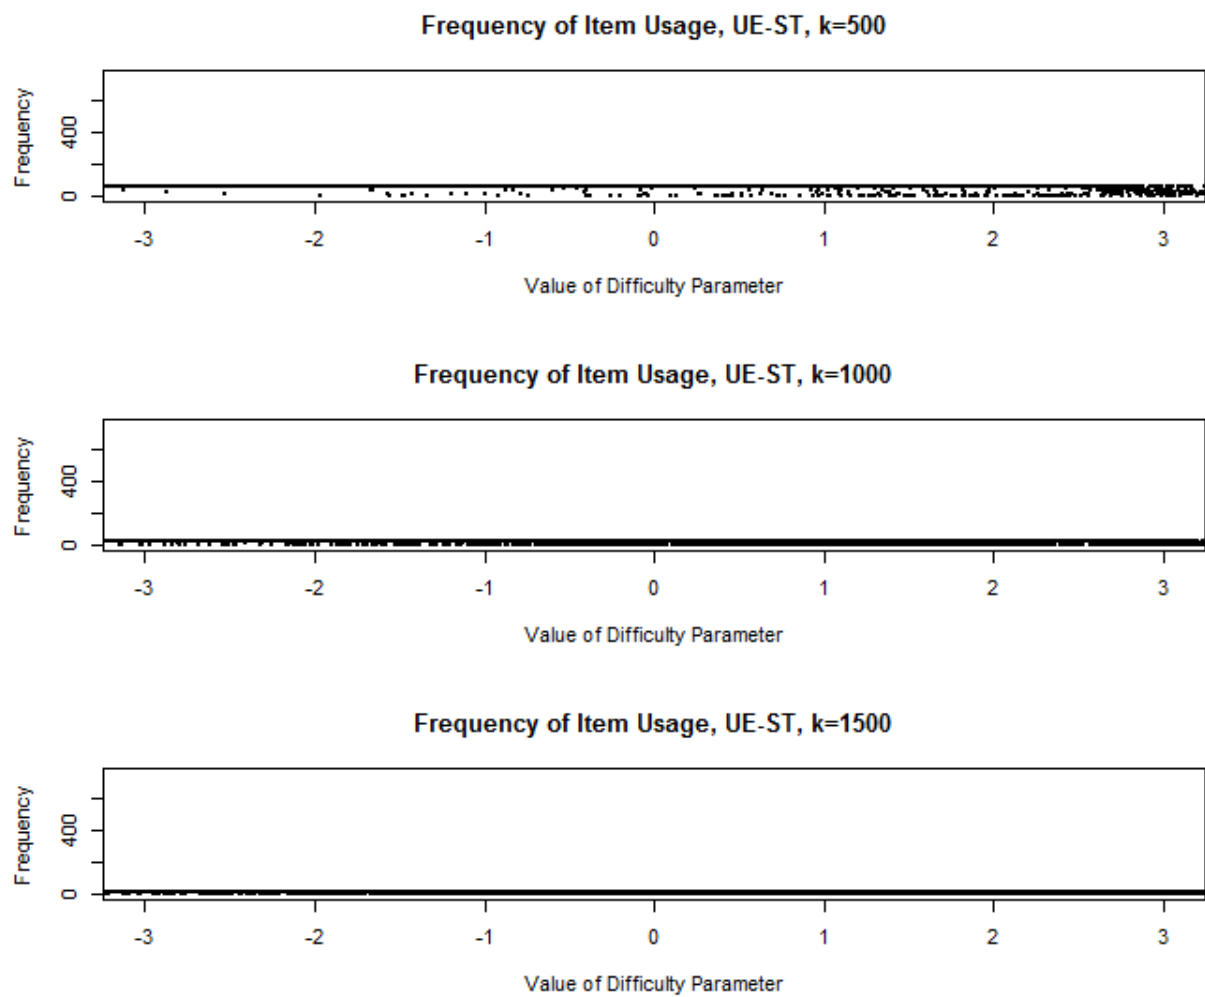 Frequency of Item Usage, UE-ST, k=500
Frequency
400
0
-3 -2 -1 0 1 2 3
Value of Difficulty Parameter
Frequency of Item Usage, UE-ST, k=1000
Frequency
400
0
-3 -2 -1 0 1 2 3
Value of Difficulty Parameter
Frequency of Item Usage, UE-ST, k=1500
Frequency
400
0
-3 -2 -1 0 1 2 3
Value of Difficulty Parameter